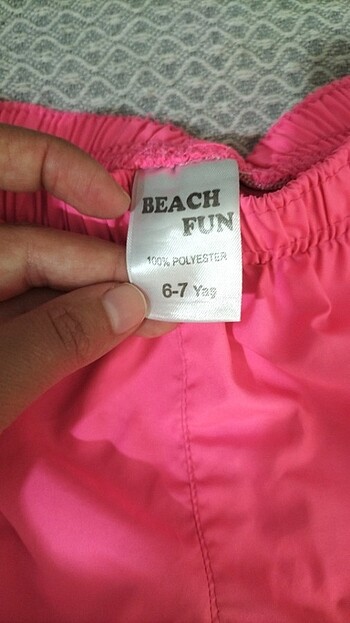 BEACH
FUN
100% POLYESTER
6-7 Yaş